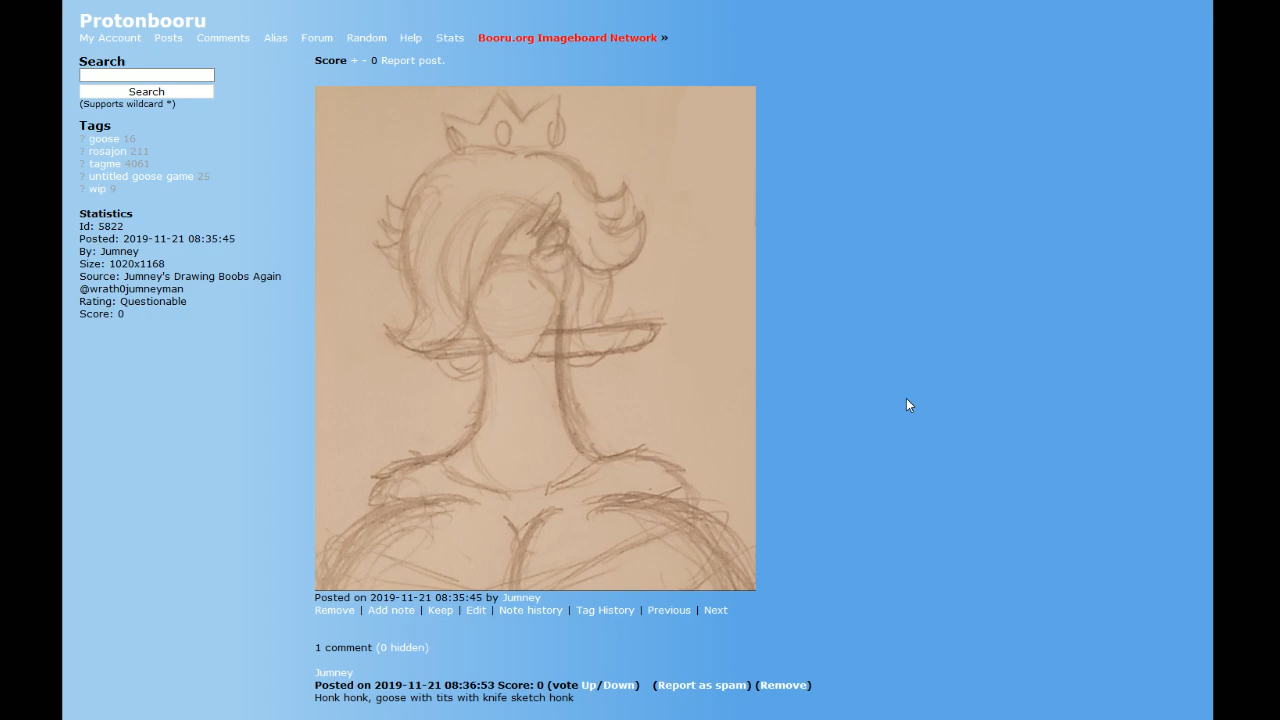 Protonbooru
My Account Posts Comments Alias Forum Random Help Stats Booru.org Imageboard Network »
Search
Search
(Supports wildcard *)
Tags
? goose 16
? rosajon 211
? tagme 4061
? untitled goose game 25
? wip 9
Statistics
Id: 5822
Posted: 2019-11-21 08:35:45
By: Jumney
Size: 1020x1168
Source: Jumney's Drawing Boobs Again
@wrath0jumneyman
Rating: Questionable
Score: 0
Score + - 0 Report post.
Posted on 2019-11-21 08:35:45 by Jumney
Remove | Add note | Keep | Edit | Note history | Tag History | Previous | Next
1 comment (0 hidden)
Jumney
Posted on 2019-11-21 08:36:53 Score: 0 (vote Up/Down) (Report as spam) (Remove)
Honk honk, goose with tits with knife sketch honk